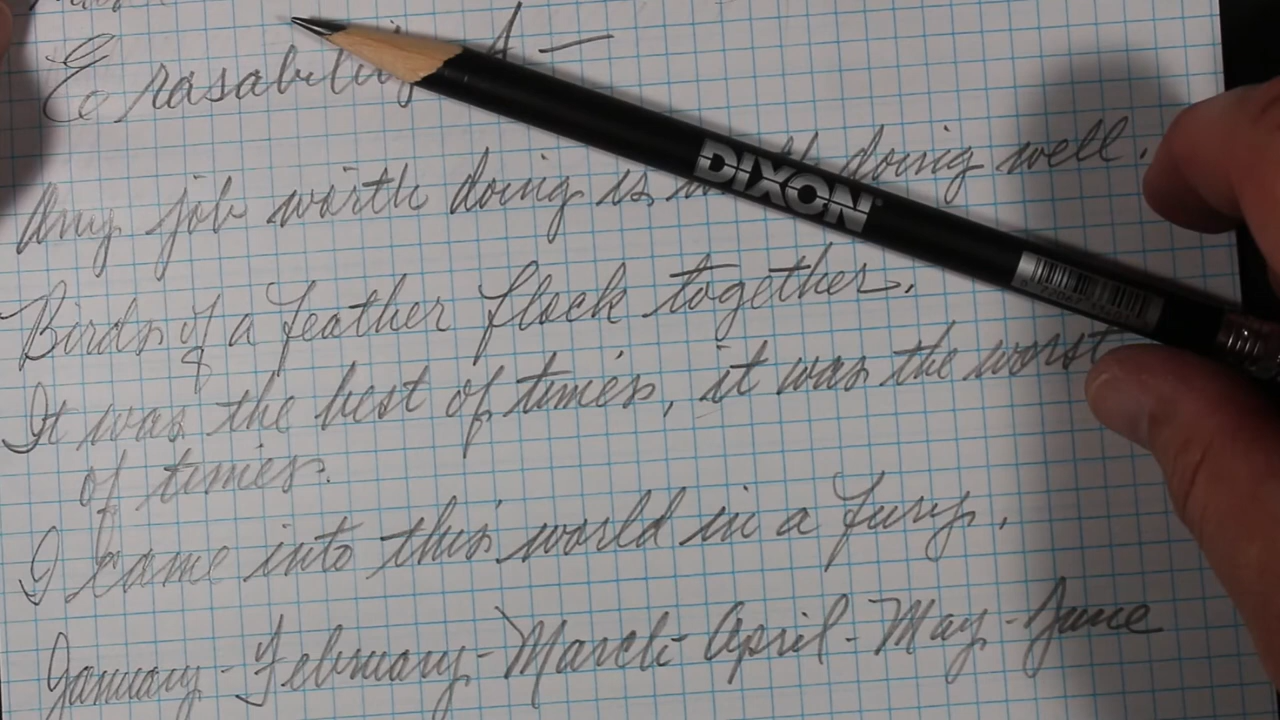 Erasability A –
Any job worth doing is worth doing well.
Birds of a feather flock together.
It was the best of times, it was the worst
of times.
I came into this world in a fury.
January - February - March - April - May - June
DIXON